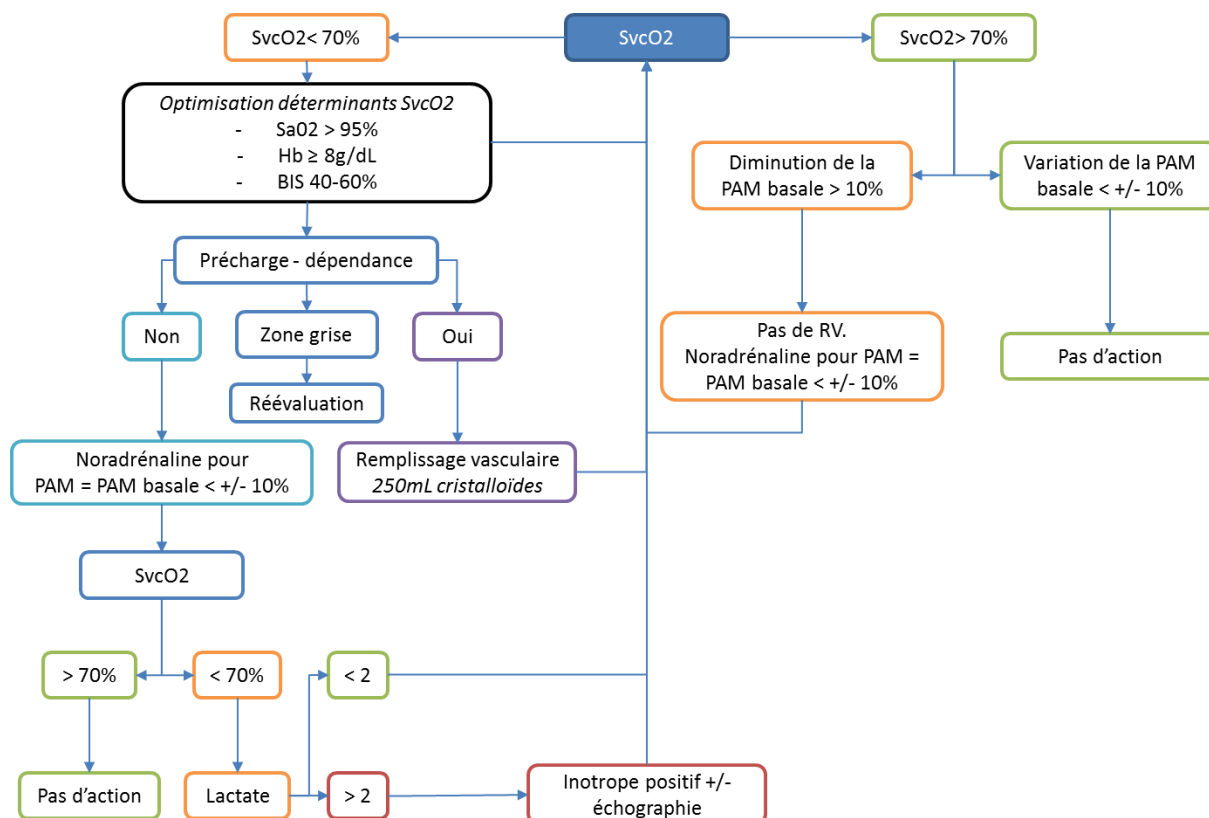 SvcO2< 70%
SvcO2
SvcO2> 70%
Optimisation déterminants SvcO2
- Sa02 > 95%
- Hb ≥ 8g/dL
- BIS 40-60%
Diminution de la
PAM basale > 10%
Variation de la PAM
basale < +/- 10%
Précharge - dépendance
Non
Zone grise
Oui
Réévaluation
Pas de RV.
Noradrénaline pour PAM =
PAM basale < +/- 10%
Pas d’action
Noradrénaline pour
PAM = PAM basale < +/- 10%
Remplissage vasculaire
250mL cristalloïdes
SvcO2
> 70%
< 70%
< 2
Pas d’action
Lactate
> 2
Inotrope positif +/-
échographie